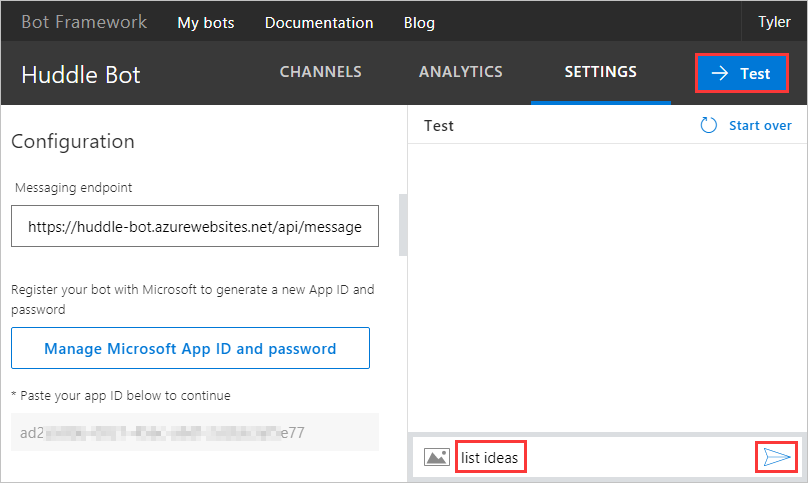 Bot Framework My bots Documentation Blog Tyler
Huddle Bot CHANNELS ANALYTICS SETTINGS Test
Configuration
Messaging endpoint
https://huddle-bot.azurewebsites.net/api/message
Register your bot with Microsoft to generate a new App ID and
password
Manage Microsoft App ID and password
* Paste your app ID below to continue
ad2 e77
Test Start over
list ideas